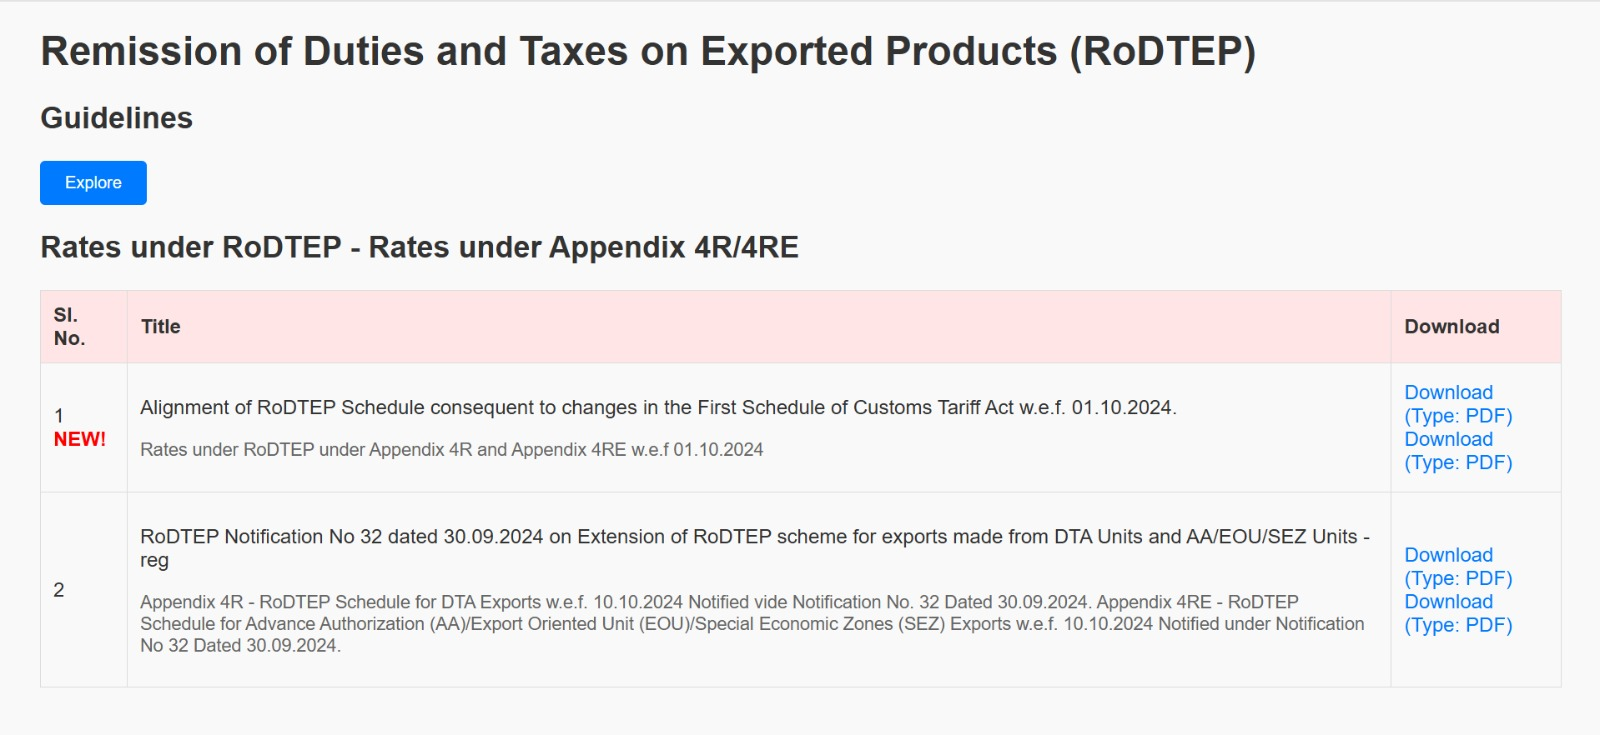 Remission of Duties and Taxes on Exported Products (RoDTEP)
Guidelines
Explore
Rates under RoDTEP - Rates under Appendix 4R/4RE
Sl.
No.
Title
Download
1
NEW!
Alignment of RoDTEP Schedule consequent to changes in the First Schedule of Customs Tariff Act w.e.f. 01.10.2024.
Rates under RoDTEP under Appendix 4R and Appendix 4RE w.e.f 01.10.2024
Download
(Type: PDF)
Download
(Type: PDF)
2
RoDTEP Notification No 32 dated 30.09.2024 on Extension of RoDTEP scheme for exports made from DTA Units and AA/EOU/SEZ Units -
reg
Appendix 4R - RoDTEP Schedule for DTA Exports w.e.f. 10.10.2024 Notified vide Notification No. 32 Dated 30.09.2024. Appendix 4RE - RoDTEP
Schedule for Advance Authorization (AA)/Export Oriented Unit (EOU)/Special Economic Zones (SEZ) Exports w.e.f. 10.10.2024 Notified under Notification
No 32 Dated 30.09.2024.
Download
(Type: PDF)
Download
(Type: PDF)